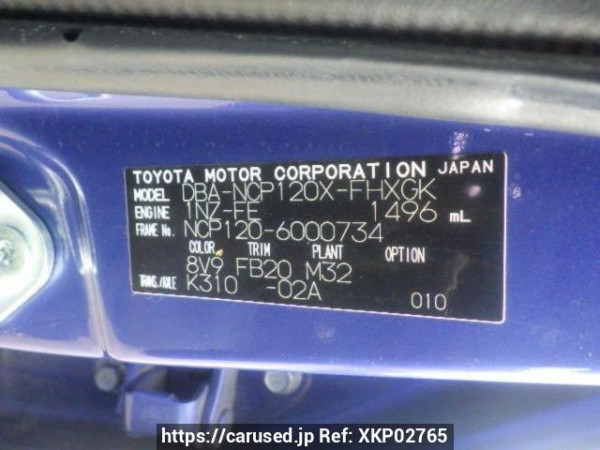 TOYOTA MOTOR CORPORATION JAPAN
MODEL DBA-NCP120X-FHXGK
ENGINE 1NZ-FE 1496 mL
FRAME No. NCP120-6000734
COLOR TRIM PLANT OPTION
8V9 FB20 M32
TRANS./AXLE K310 -02A 010
https://carused.jp Ref: XKP02765